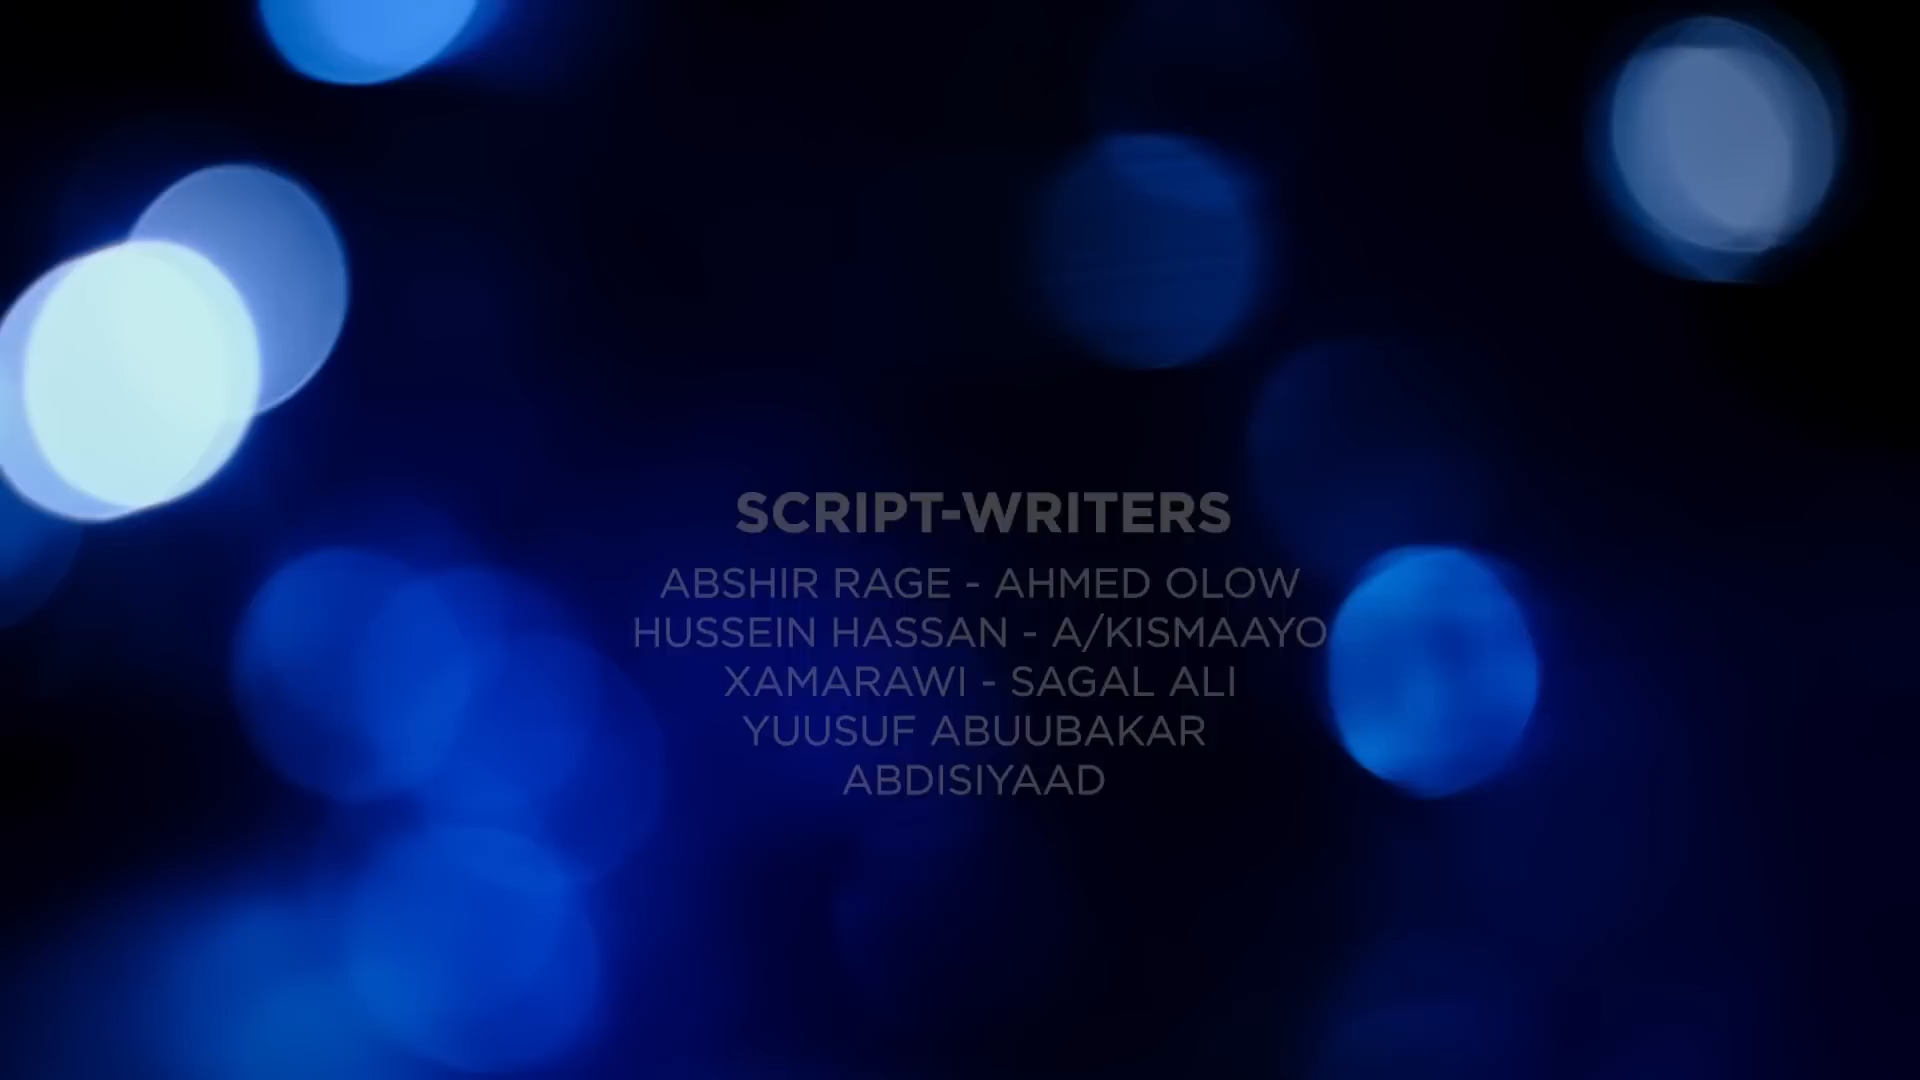 SCRIPT-WRITERS
ABSHIR RAGE - AHMED OLOW
HUSSEIN HASSAN - A/KISMAAYO
XAMARAWI - SAGAL ALI
YUUSUF ABUUBAKAR
ABDISIYAAD